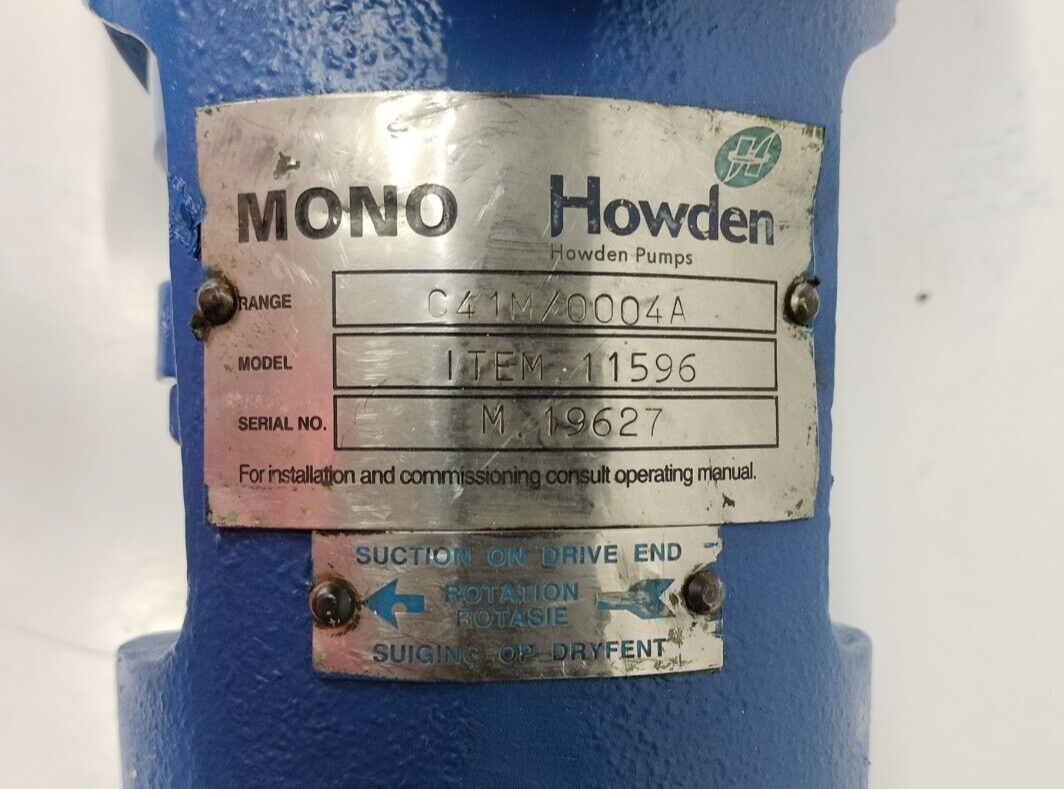 MONO
Howden
Howden Pumps
RANGE C41M/0004A
MODEL ITEM 11596
SERIAL NO. M.19627
For installation and commissioning consult operating manual.
SUCTION ON DRIVE END
ROTATION
ROTASIE
SUIGING OP DRYFENT